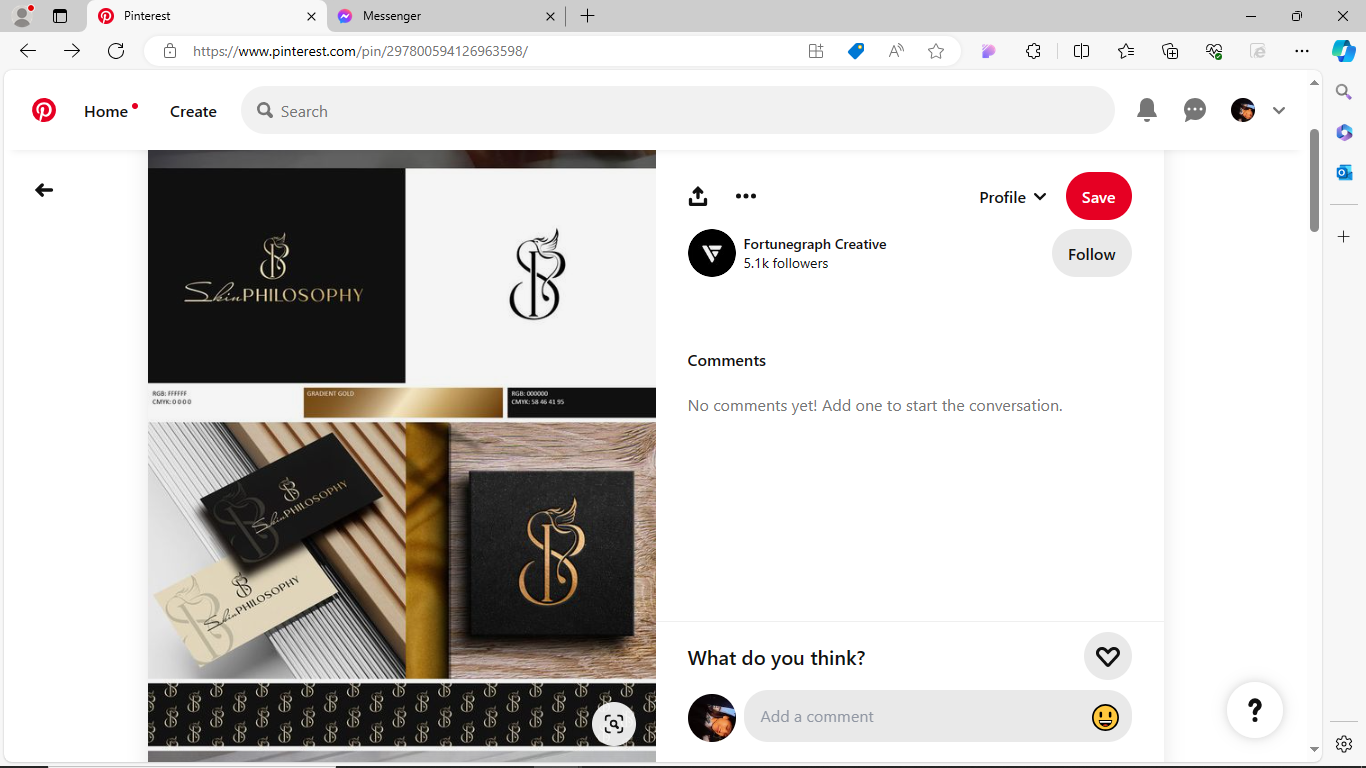 Pinterest
Messenger
https://www.pinterest.com/pin/297800594126963598/
Home
Create
Search
Profile
Save
Fortunegraph Creative
5.1k followers
Follow
SkinPHILOSOPHY
RGB: FFFFFF
CMYK: 0 0 0 0
GRADIENT GOLD
RGB: 000000
CMYK: 58 46 41 95
SkinPHILOSOPHY
SkinPHILOSOPHY
Comments
No comments yet! Add one to start the conversation.
What do you think?
Add a comment
?